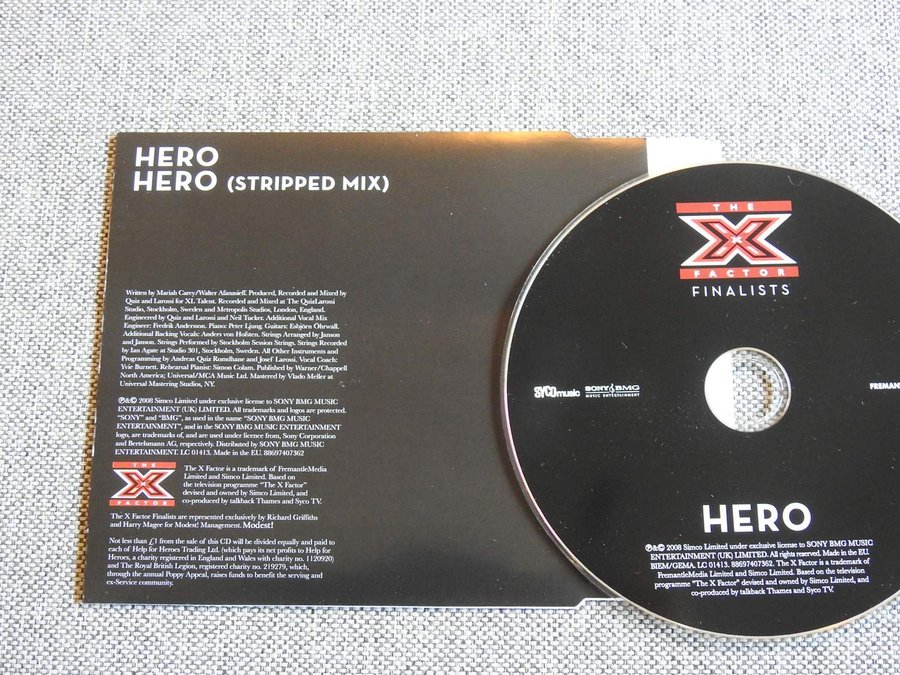 HERO
HERO (STRIPPED MIX)
Written by Mariah Carey/Walter Afanasieff. Produced, Recorded and Mixed by
Quiz and Larossi for XL Talent. Recorded and Mixed at The QuizLarossi
Studio, Stockholm, Sweden and Metropolis Studios, London, England.
Engineered by Quiz and Larossi and Neil Tucker. Additional Vocal Mix
Engineer: Fredrik Andersson. Piano: Peter Ljung. Guitars: Esbjörn Öhrwall.
Additional Backing Vocals: Anders von Hofsten. Strings Arranged by Janson
and Janson. Strings Performed by Stockholm Session Strings. Strings Recorded
by Ian Agate at Studio 301, Stockholm, Sweden. All Other Instruments and
Programming by Andreas Quiz Romdhane and Josef Larossi. Vocal Coach:
Yvie Burnett. Rehearsal Pianist: Simon Colam. Published by Warner/Chappell
North America; Universal/MCA Music Ltd. Mastered by Vlado Meller at
Universal Mastering Studios, NY.
℗&© 2008 Simco Limited under exclusive license to SONY BMG MUSIC
ENTERTAINMENT (UK) LIMITED. All trademarks and logos are protected.
"SONY" and "BMG", as used in the name "SONY BMG MUSIC
ENTERTAINMENT", and in the SONY BMG MUSIC ENTERTAINMENT
logo, are trademarks of, and are used under licence from, Sony Corporation
and Bertelsmann AG, respectively. Distributed by SONY BMG MUSIC
ENTERTAINMENT. LC 01413. Made in the EU. 88697407362
THE
X
FACTOR
The X Factor is a trademark of FremantleMedia
Limited and Simco Limited. Based on
the television programme "The X Factor"
devised and owned by Simco Limited, and
co-produced by talkback Thames and Syco TV.
The X Factor Finalists are represented exclusively by Richard Griffiths
and Harry Magee for Modest! Management. Modest!
Not less than £1 from the sale of this CD will be divided equally and paid to
each of Help for Heroes Trading Ltd. (which pays its net profits to Help for
Heroes, a charity registered in England and Wales with charity no. 1120920)
and The Royal British Legion, registered charity no. 219279, which,
through the annual Poppy Appeal, raises funds to benefit the serving and
ex-Service community.
THE
X
FACTOR
FINALISTS
sycomusic
SONY BMG
MUSIC ENTERTAINMENT
FREMAN
HERO
℗&© 2008 Simco Limited under exclusive license to SONY BMG MUSIC
ENTERTAINMENT (UK) LIMITED. All rights reserved. Made in the EU.
BIEM/GEMA. LC 01413. 88697407362. The X Factor is a trademark of
FremantleMedia Limited and Simco Limited. Based on the television
programme "The X Factor" devised and owned by Simco Limited, and
co-produced by talkback Thames and Syco TV.